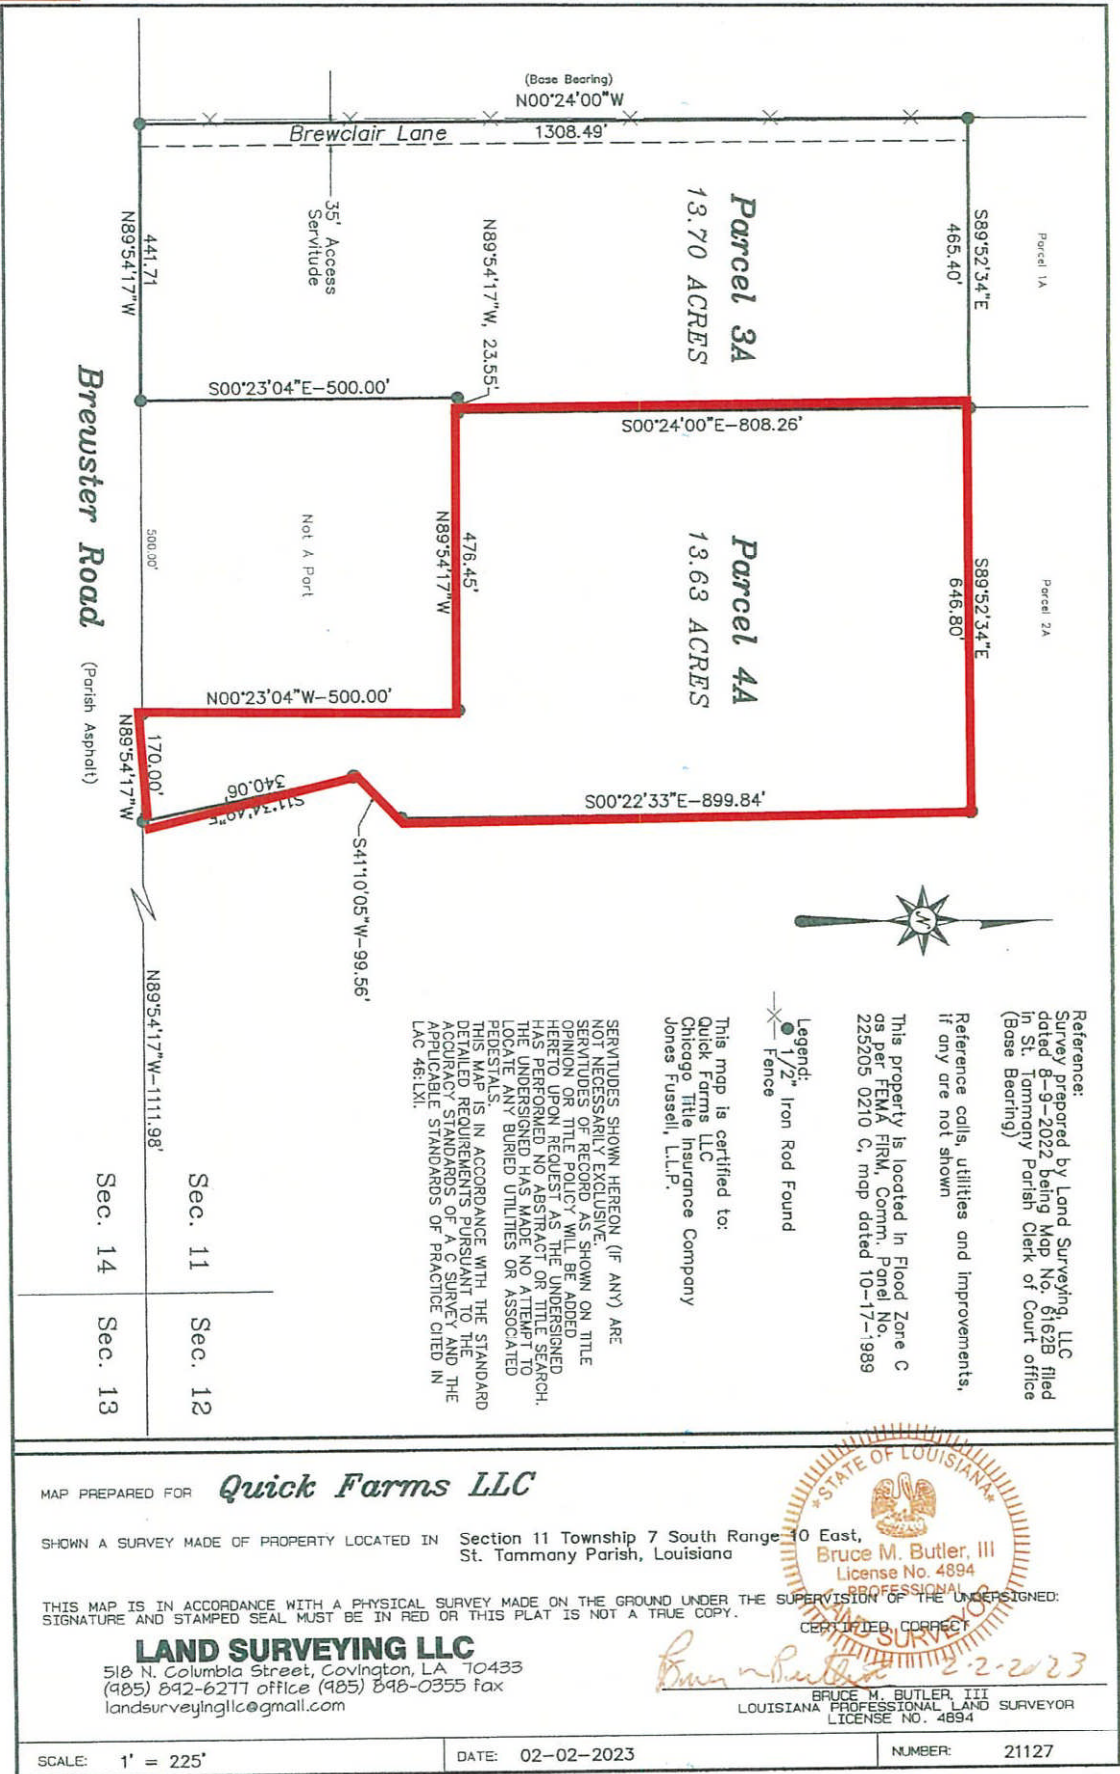 (Base Bearing)
N00°24'00"W
1308.49'
Brewclair Lane
35' Access
Servitude
Parcel 1A
S89°52'34"E
465.40'
Parcel 3A
13.70 ACRES
N89°54'17"W, 23.55'
441.71
N89°54'17"W
S00°23'04"E-500.00'
S00°24'00"E-808.26'
Parcel 2A
S89°52'34"E
646.80'
Parcel 4A
13.63 ACRES
476.45'
N89°54'17"W
Not A Part
500.00'
Brewster Road (Parish Asphalt)
N00°23'04"W-500.00'
170.00'
N89°54'17"W
340.06'
S11°34'49"E
S00°22'33"E-899.84'
S41°10'05"W-99.56'
N89°54'17"W-1111.98'
N
Reference:
Survey prepared by Land Surveying, LLC
dated 8-9-2022 being Map No. 6162B filed
in St. Tammany Parish Clerk of Court office
(Base Bearing)
Reference calls, utilities and improvements,
if any are not shown
This property is located in Flood Zone C
as per FEMA FIRM, Comm. Panel No.
225205 0210 C, map dated 10-17-1989
Legend:
1/2" Iron Rod Found
Fence
This map is certified to:
Quick Farms LLC
Chicago Title Insurance Company
Jones Fussell, L.L.P.
SERVITUDES SHOWN HEREON (IF ANY) ARE
NOT NECESSARILY EXCLUSIVE.
SERVITUDES OF RECORD AS SHOWN ON TITLE
OPINION OR TITLE POLICY WILL BE ADDED
HERETO UPON REQUEST AS THE UNDERSIGNED
HAS PERFORMED NO ABSTRACT OR TITLE SEARCH.
THE UNDERSIGNED HAS MADE NO ATTEMPT TO
LOCATE ANY BURIED UTILITIES OR ASSOCIATED
PEDESTALS.
THIS MAP IS IN ACCORDANCE WITH THE STANDARD
DETAILED REQUIREMENTS PURSUANT TO THE
ACCURACY STANDARDS OF A C SURVEY AND THE
APPLICABLE STANDARDS OF PRACTICE CITED IN
LAC 46:LXI.
Sec. 11
Sec. 12
Sec. 14
Sec. 13
MAP PREPARED FOR Quick Farms LLC
SHOWN A SURVEY MADE OF PROPERTY LOCATED IN Section 11 Township 7 South Range 10 East,
St. Tammany Parish, Louisiana
THIS MAP IS IN ACCORDANCE WITH A PHYSICAL SURVEY MADE ON THE GROUND UNDER THE SUPERVISION OF THE UNDERSIGNED:
SIGNATURE AND STAMPED SEAL MUST BE IN RED OR THIS PLAT IS NOT A TRUE COPY.
CERTIFIED CORRECT
STATE OF LOUISIANA
Bruce M. Butler, III
License No. 4894
PROFESSIONAL
LAND SURVEYOR
LAND SURVEYING LLC
518 N. Columbia Street, Covington, LA 70433
(985) 892-6277 office (985) 898-0355 fax
landsurveyingllc@gmail.com
2-2-2023
BRUCE M. BUTLER, III
LOUISIANA PROFESSIONAL LAND SURVEYOR
LICENSE NO. 4894
SCALE: 1' = 225'
DATE: 02-02-2023
NUMBER: 21127